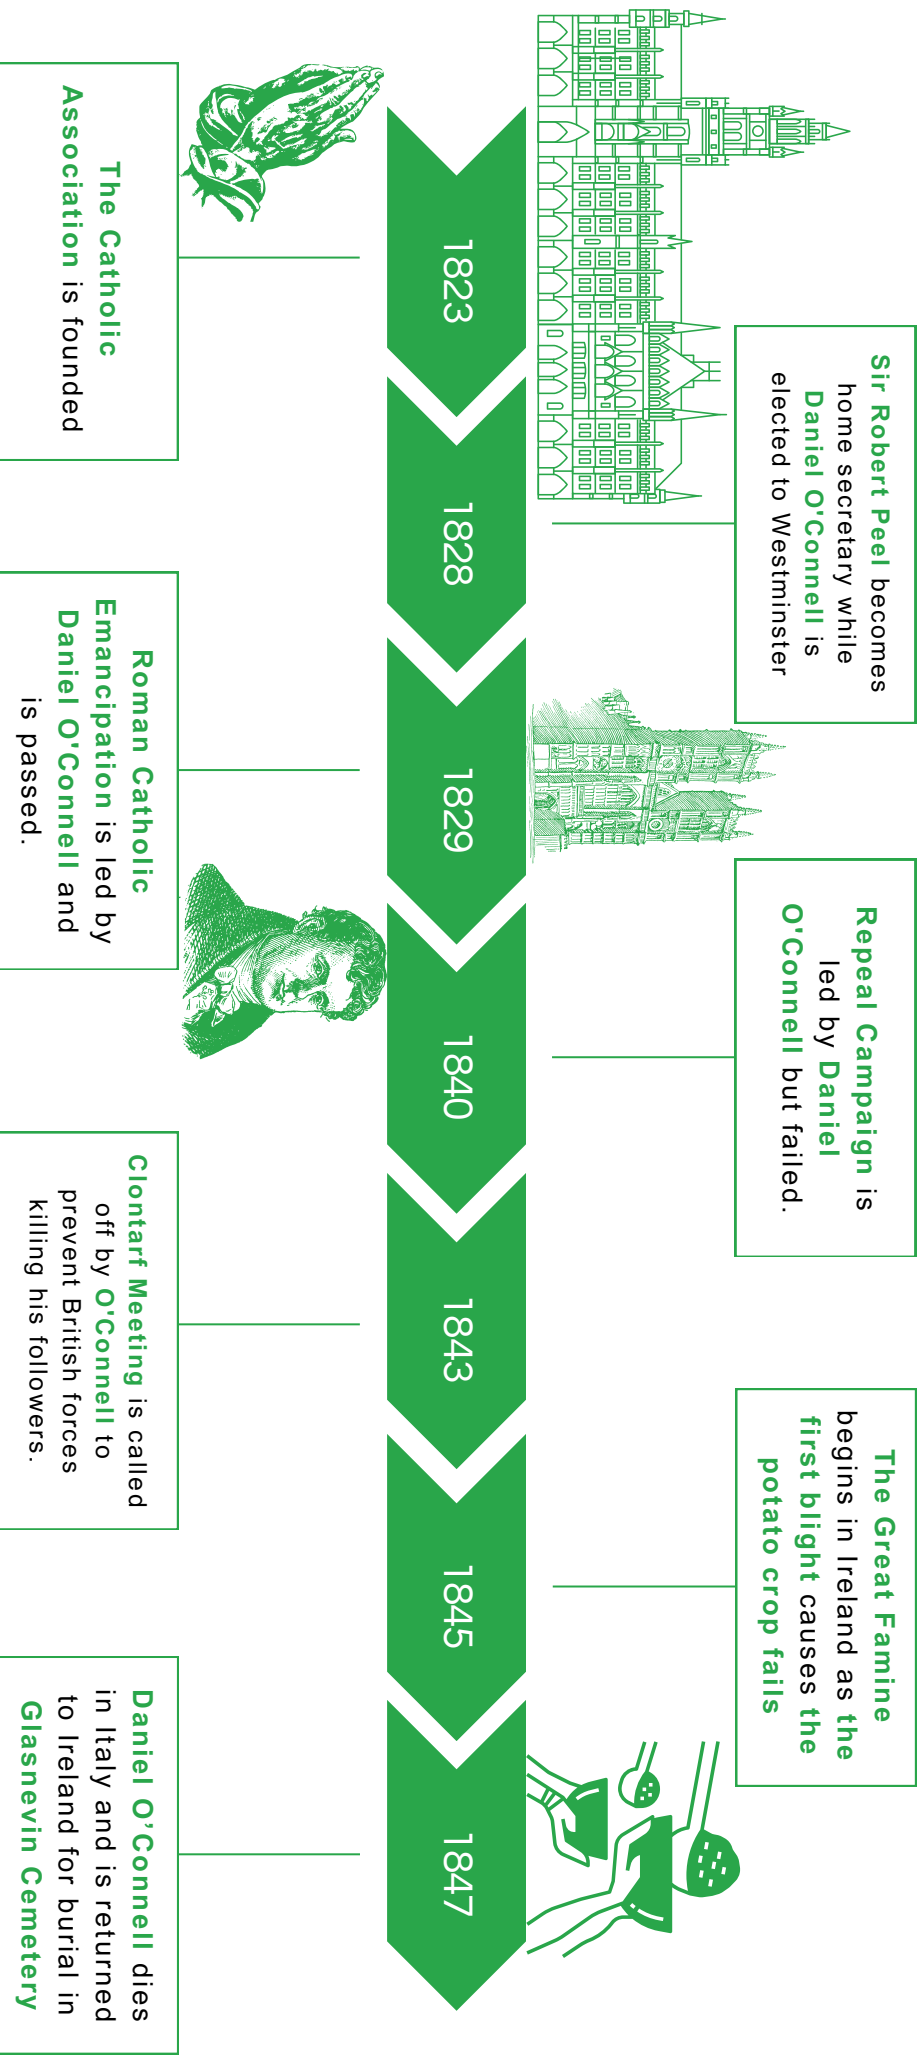 The Catholic
Association is founded
1823
Sir Robert Peel becomes
home secretary while
Daniel O'Connell is
elected to Westminster
1828
Roman Catholic
Emancipation is led by
Daniel O'Connell and
is passed.
1829
Repeal Campaign is
led by Daniel
O'Connell but failed.
1840
Clontarf Meeting is called
off by O'Connell to
prevent British forces
killing his followers.
1843
The Great Famine
begins in Ireland as the
first blight causes the
potato crop fails
1845
Daniel O’Connell dies
in Italy and is returned
to Ireland for burial in
Glasnevin Cemetery
1847